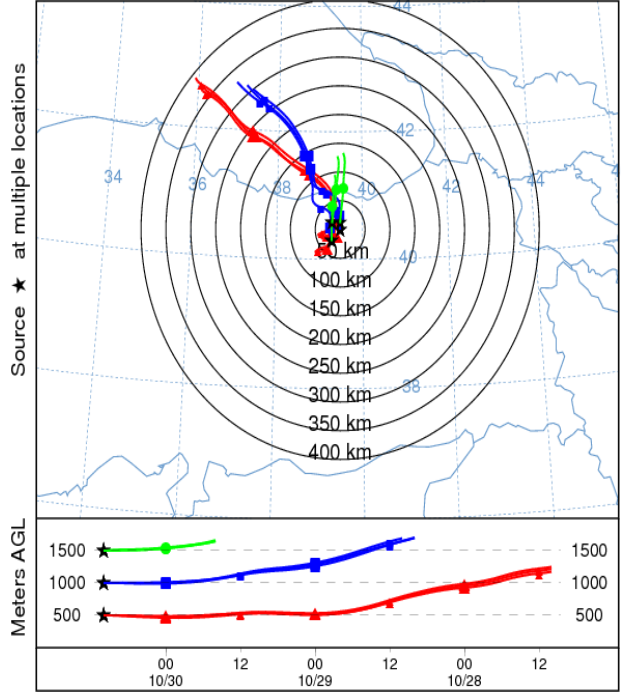 44
42
34
36
38
40
42
44
40
50 km
100 km
150 km
200 km
250 km
38
300 km
350 km
400 km
Source ★ at multiple locations
Meters AGL
1500 1500
1000 1000
500 500
00 12 00 12 00 12
10/30 10/29 10/28